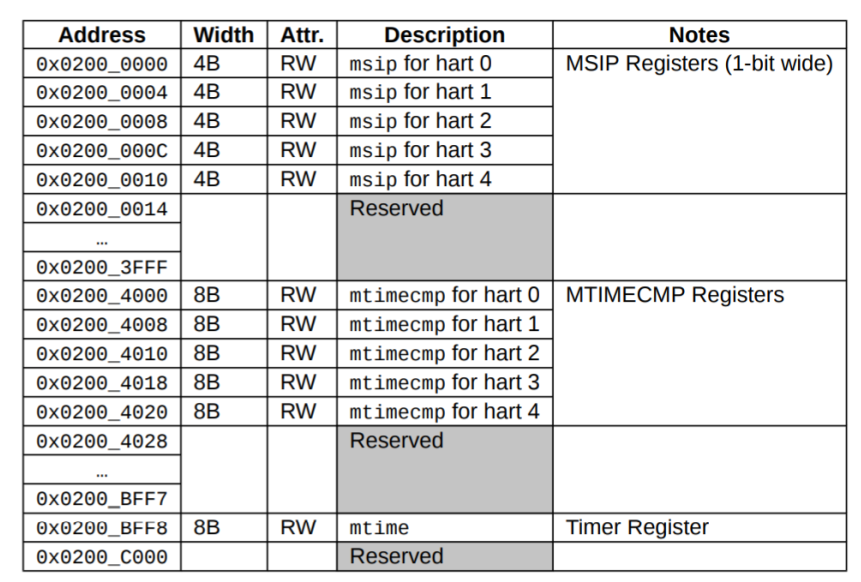 Address Width Attr. Description Notes
0x0200_0000 4B RW msip for hart 0 MSIP Registers (1-bit wide)
0x0200_0004 4B RW msip for hart 1
0x0200_0008 4B RW msip for hart 2
0x0200_000C 4B RW msip for hart 3
0x0200_0010 4B RW msip for hart 4
0x0200_0014 Reserved
…
0x0200_3FFF
0x0200_4000 8B RW mtimecmp for hart 0 MTIMECMP Registers
0x0200_4008 8B RW mtimecmp for hart 1
0x0200_4010 8B RW mtimecmp for hart 2
0x0200_4018 8B RW mtimecmp for hart 3
0x0200_4020 8B RW mtimecmp for hart 4
0x0200_4028 Reserved
…
0x0200_BFF7
0x0200_BFF8 8B RW mtime Timer Register
0x0200_C000 Reserved